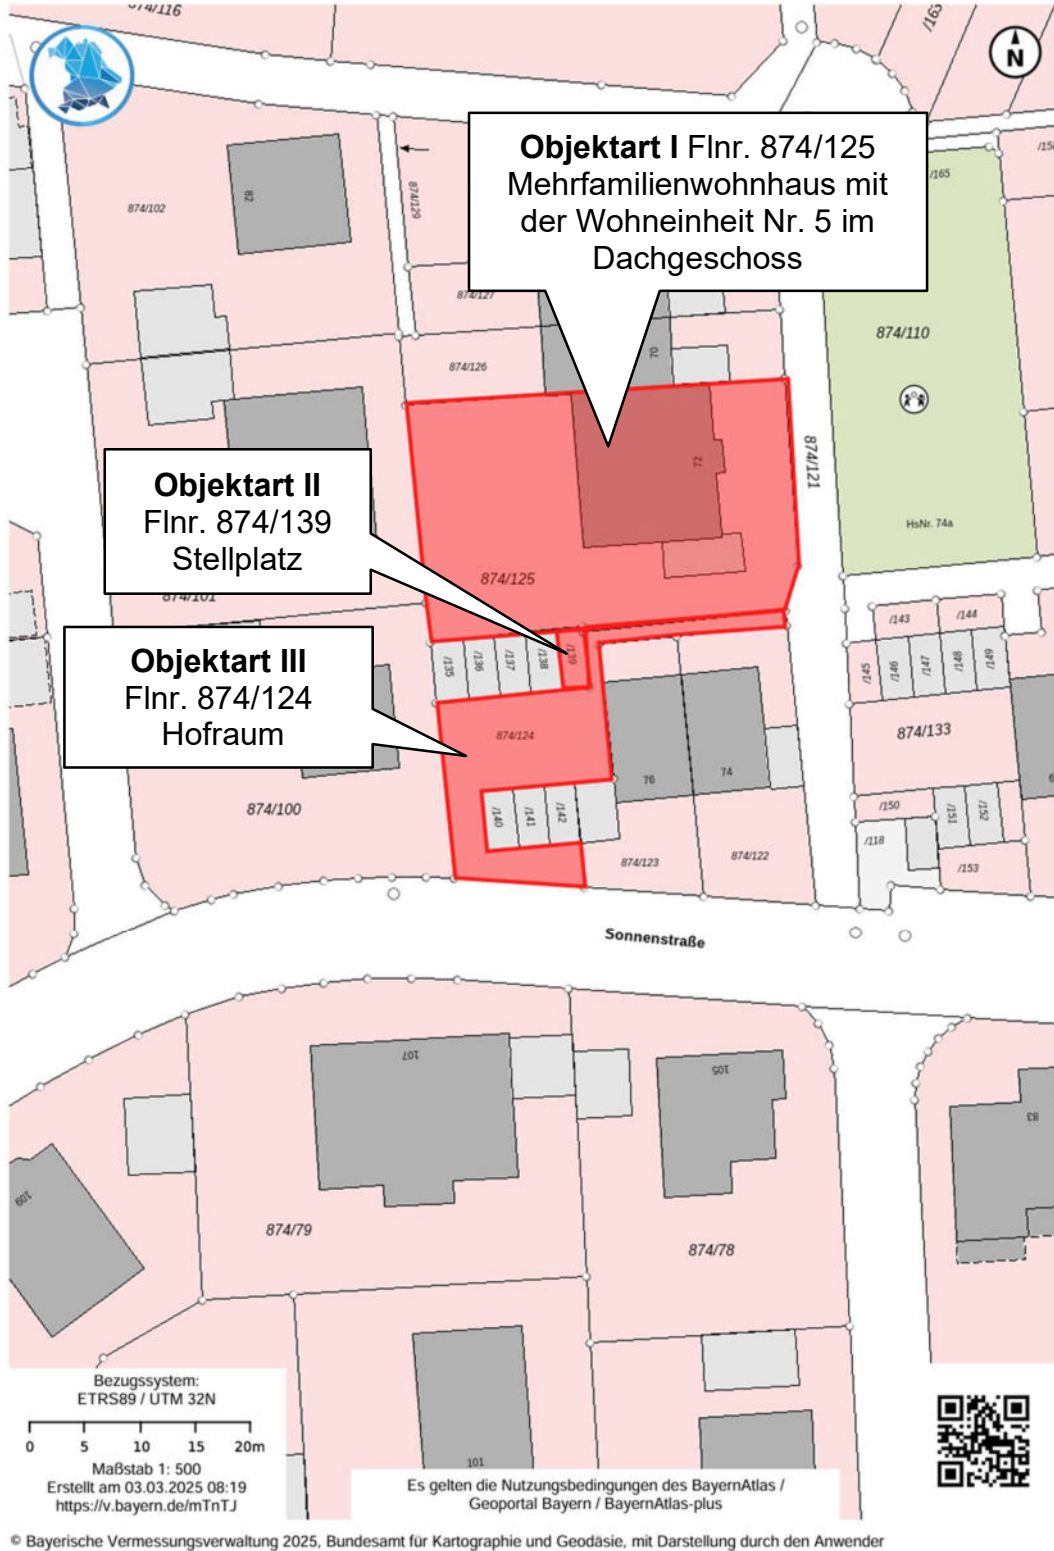 874/116
/163
N
Objektart I Flnr. 874/125
Mehrfamilienwohnhaus mit
der Wohneinheit Nr. 5 im
Dachgeschoss
/158
/165
874/102
82
874/129
874/127
874/110
70
874/126
72
874/121
HsNr. 74a
Objektart II
Flnr. 874/139
Stellplatz
874/125
874/101
/143
/144
Objektart III
Flnr. 874/124
Hofraum
/135
/136
/137
/138
/139
/145
/146
/147
/148
/149
874/124
874/133
76
74
874/100
/140
/141
/142
/150
/151
/152
/118
874/123
874/122
/153
Sonnenstraße
107
105
83
109
874/79
874/78
101
Bezugssystem:
ETRS89 / UTM 32N
0 5 10 15 20m
Maßstab 1: 500
Erstellt am 03.03.2025 08:19
https://v.bayern.de/mTnTJ
Es gelten die Nutzungsbedingungen des BayernAtlas /
Geoportal Bayern / BayernAtlas-plus
© Bayerische Vermessungsverwaltung 2025, Bundesamt für Kartographie und Geodäsie, mit Darstellung durch den Anwender